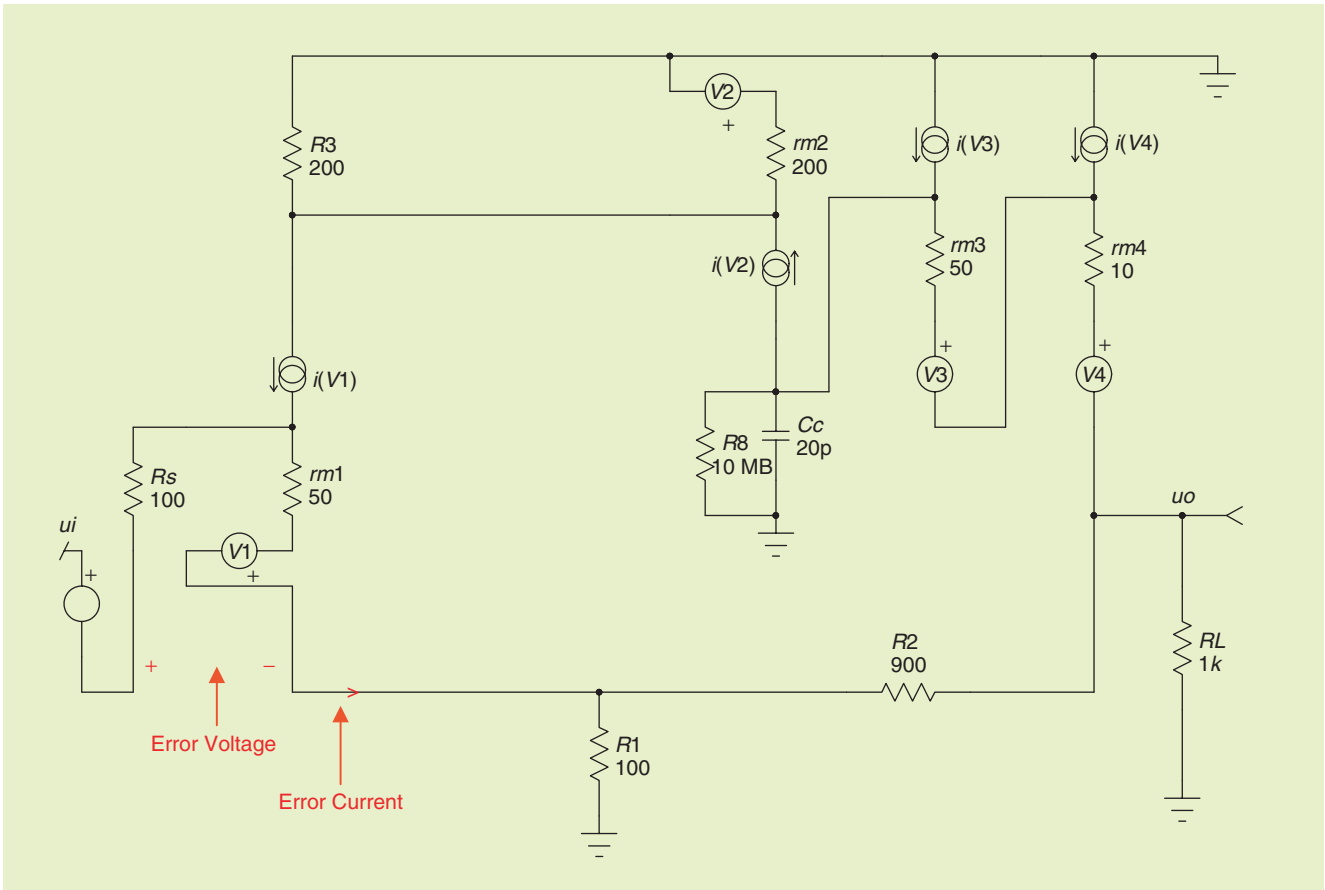 V2
+
R3
200
rm2
200
i(V3)
i(V4)
rm3
50
rm4
10
i(V2)
i(V1)
+
V3
+
V4
Rs
100
rm1
50
R8
10 MB
Cc
20p
ui
+
V1
+
uo
+
−
R2
900
RL
1k
Error Voltage
Error Current
R1
100